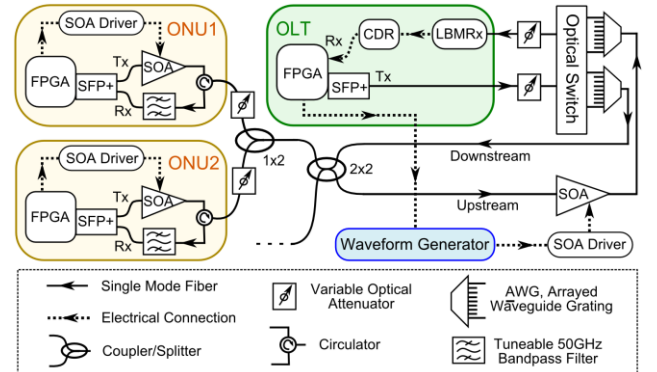 SOA Driver
ONU1
Tx
SOA
FPGA
SFP+
Rx
OLT
Rx
CDR
LBMRx
FPGA
Tx
SFP+
Optical Switch
SOA Driver
ONU2
Tx
SOA
FPGA
SFP+
Rx
1x2
2x2
Downstream
Upstream
SOA
Waveform Generator
SOA Driver
Single Mode Fiber
Electrical Connection
Coupler/Splitter
Variable Optical
Attenuator
Circulator
AWG, Arrayed
Waveguide Grating
Tuneable 50GHz
Bandpass Filter